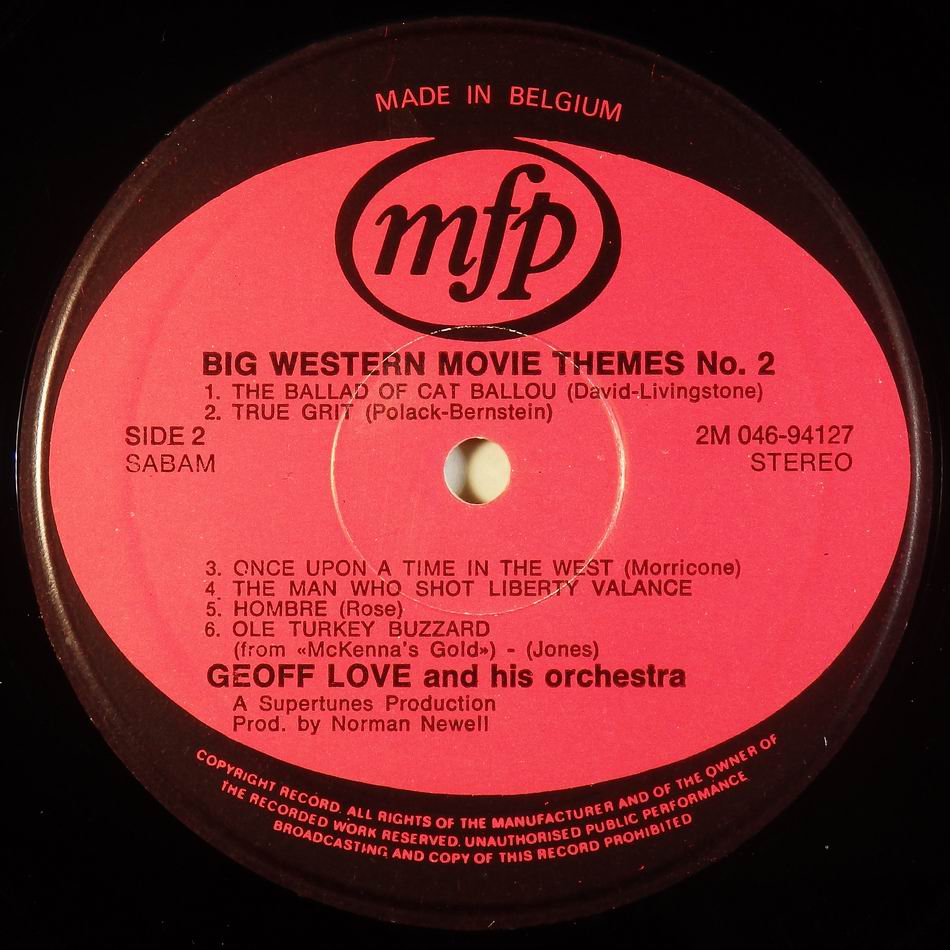 MADE IN BELGIUM
mfp
BIG WESTERN MOVIE THEMES No. 2
1. THE BALLAD OF CAT BALLOU (David-Livingstone)
2. TRUE GRIT (Polack-Bernstein)
SIDE 2
2M 046-94127
SABAM
STEREO
3. ONCE UPON A TIME IN THE WEST (Morricone)
4. THE MAN WHO SHOT LIBERTY VALANCE
5. HOMBRE (Rose)
6. OLE TURKEY BUZZARD
(from «McKenna's Gold») - (Jones)
GEOFF LOVE and his orchestra
A Supertunes Production
Prod. by Norman Newell
COPYRIGHT RECORD. ALL RIGHTS OF THE MANUFACTURER AND OF THE OWNER OF
THE RECORDED WORK RESERVED. UNAUTHORISED PUBLIC PERFORMANCE
BROADCASTING AND COPY OF THIS RECORD PROHIBITED